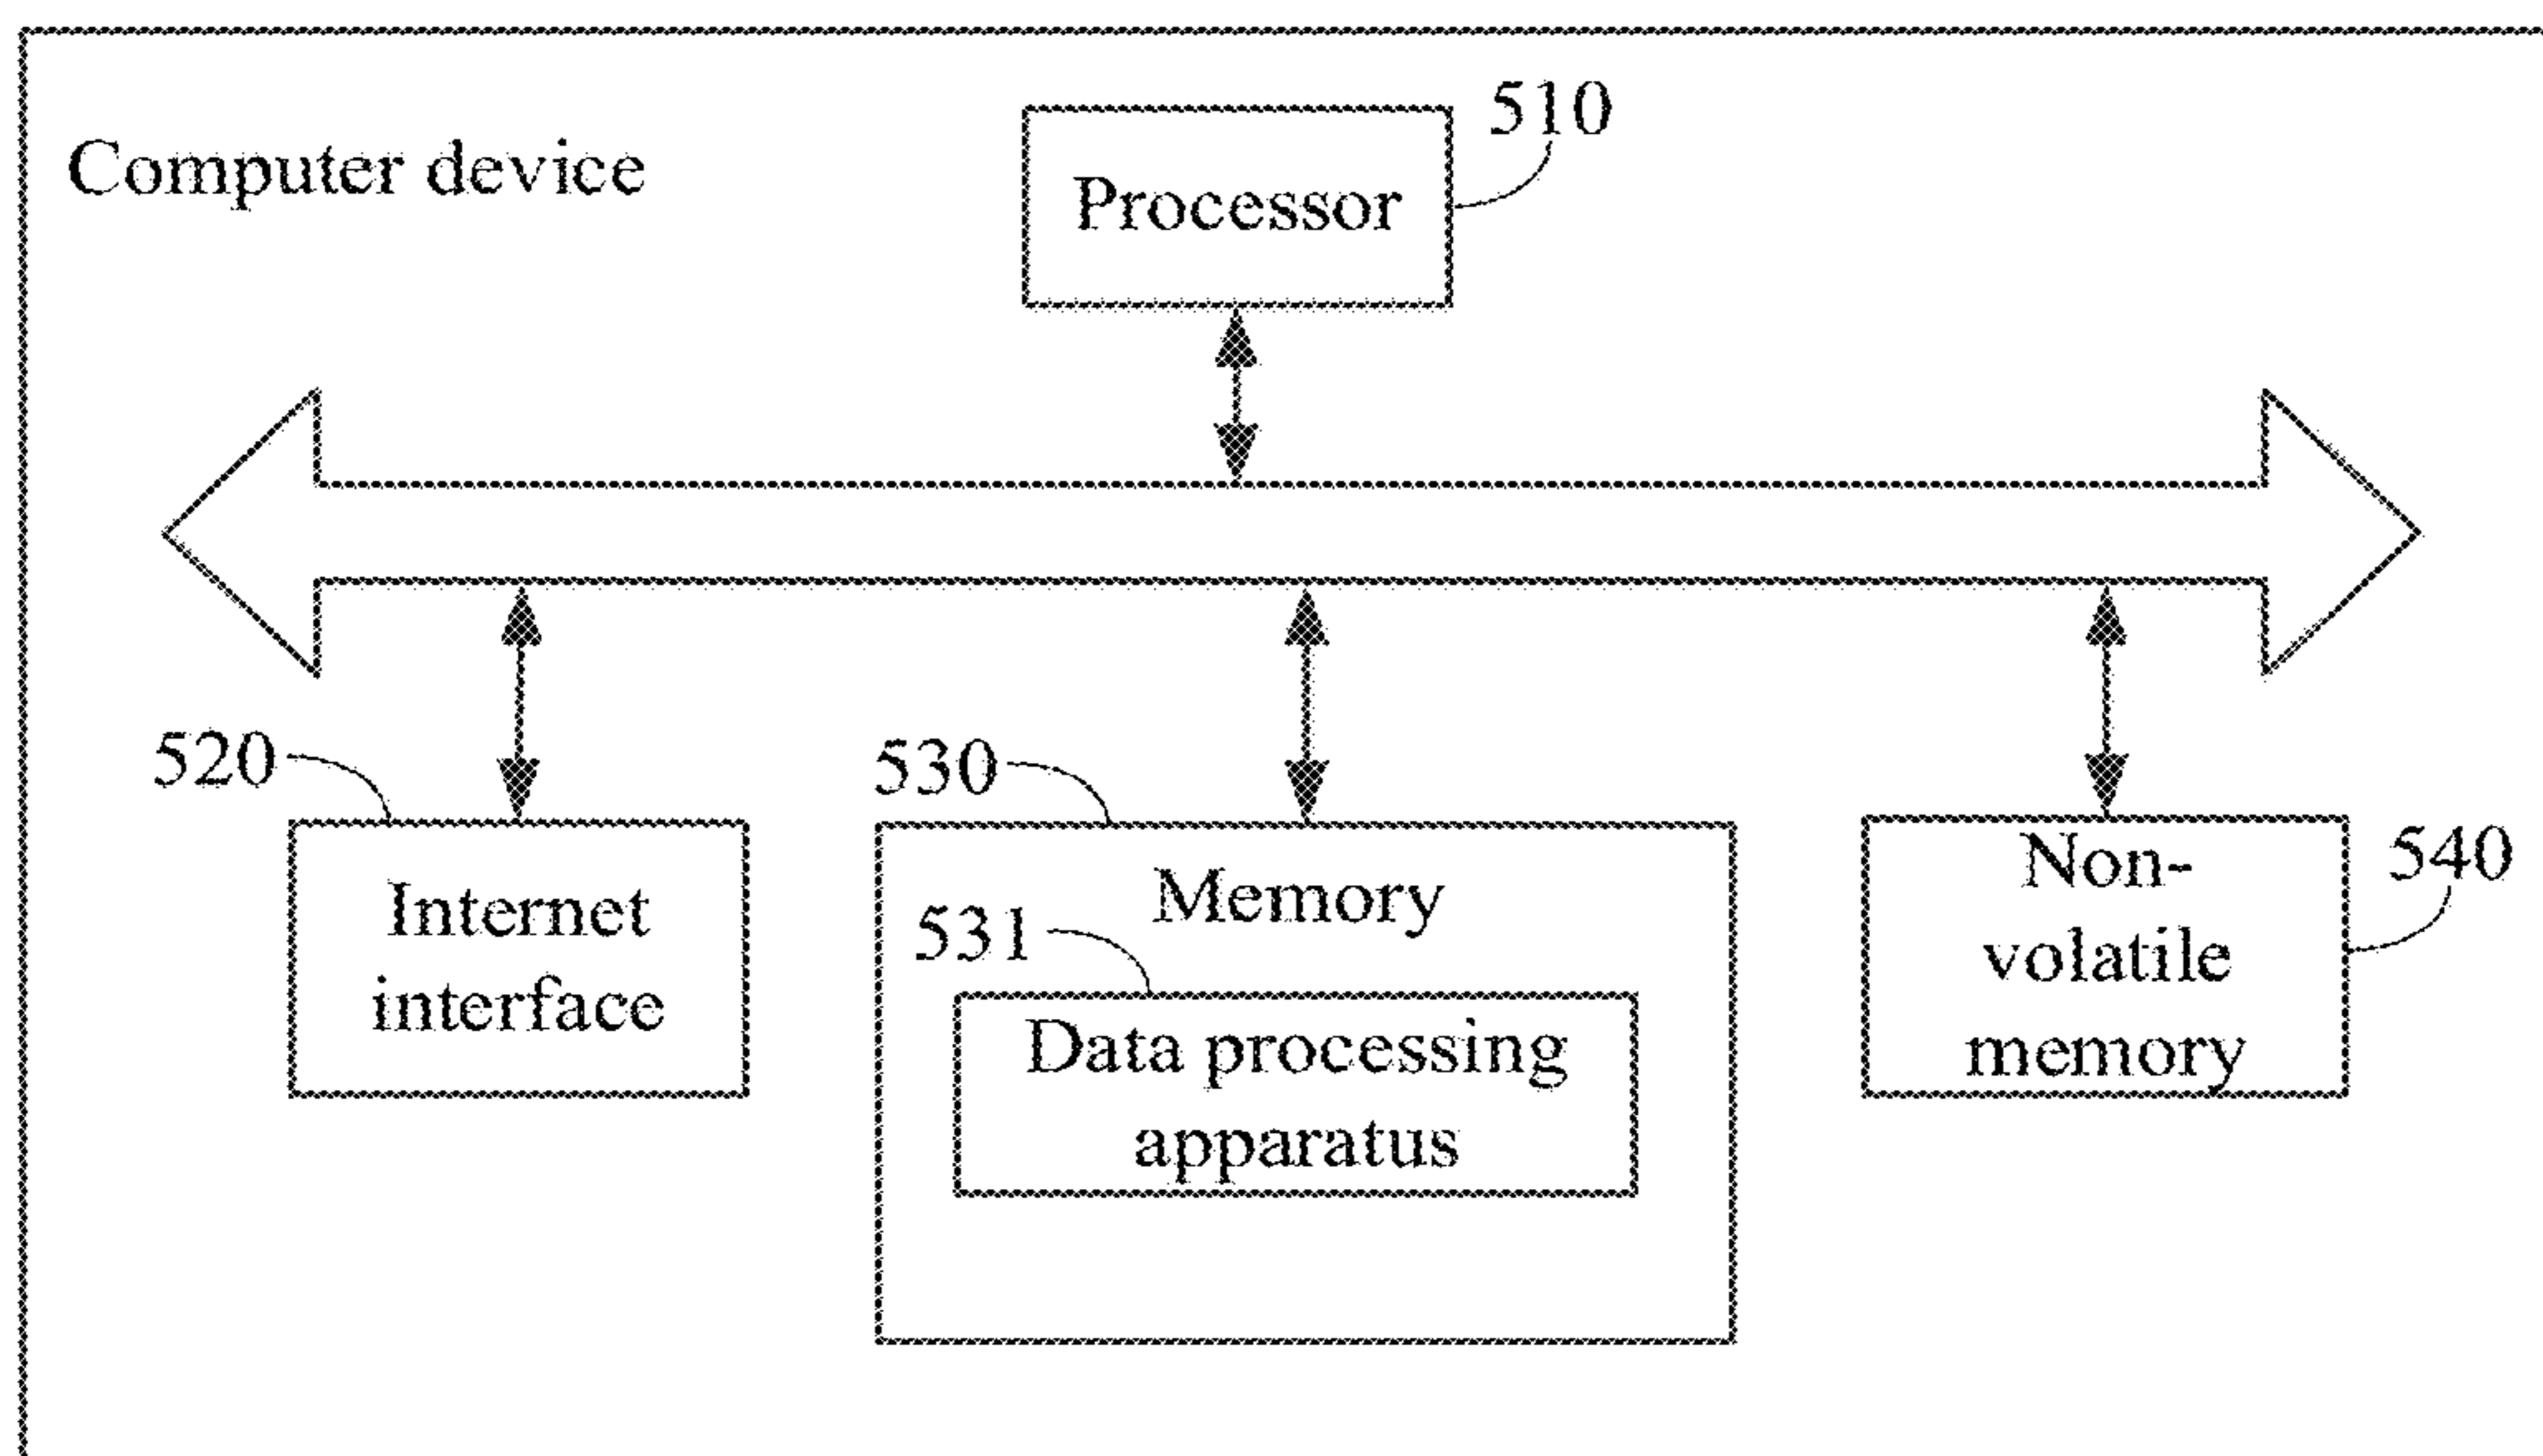 Computer device
510
Processor
520
530
540
Internet
interface
Memory
531
Data processing
apparatus
Non-
volatile
memory